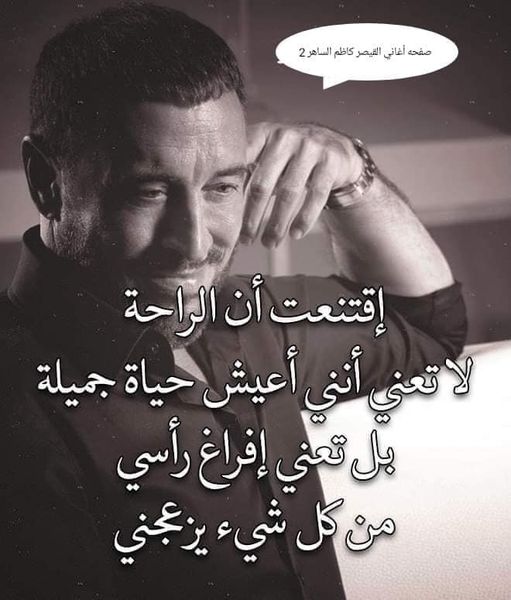 صفحه أغاني القيصر كاظم الساهر 2
إقتنعت أن الراحة
لا تعني أنني أعيش حياة جميلة
بل تعني إفراغ رأسي
من كل شيء يزعجني